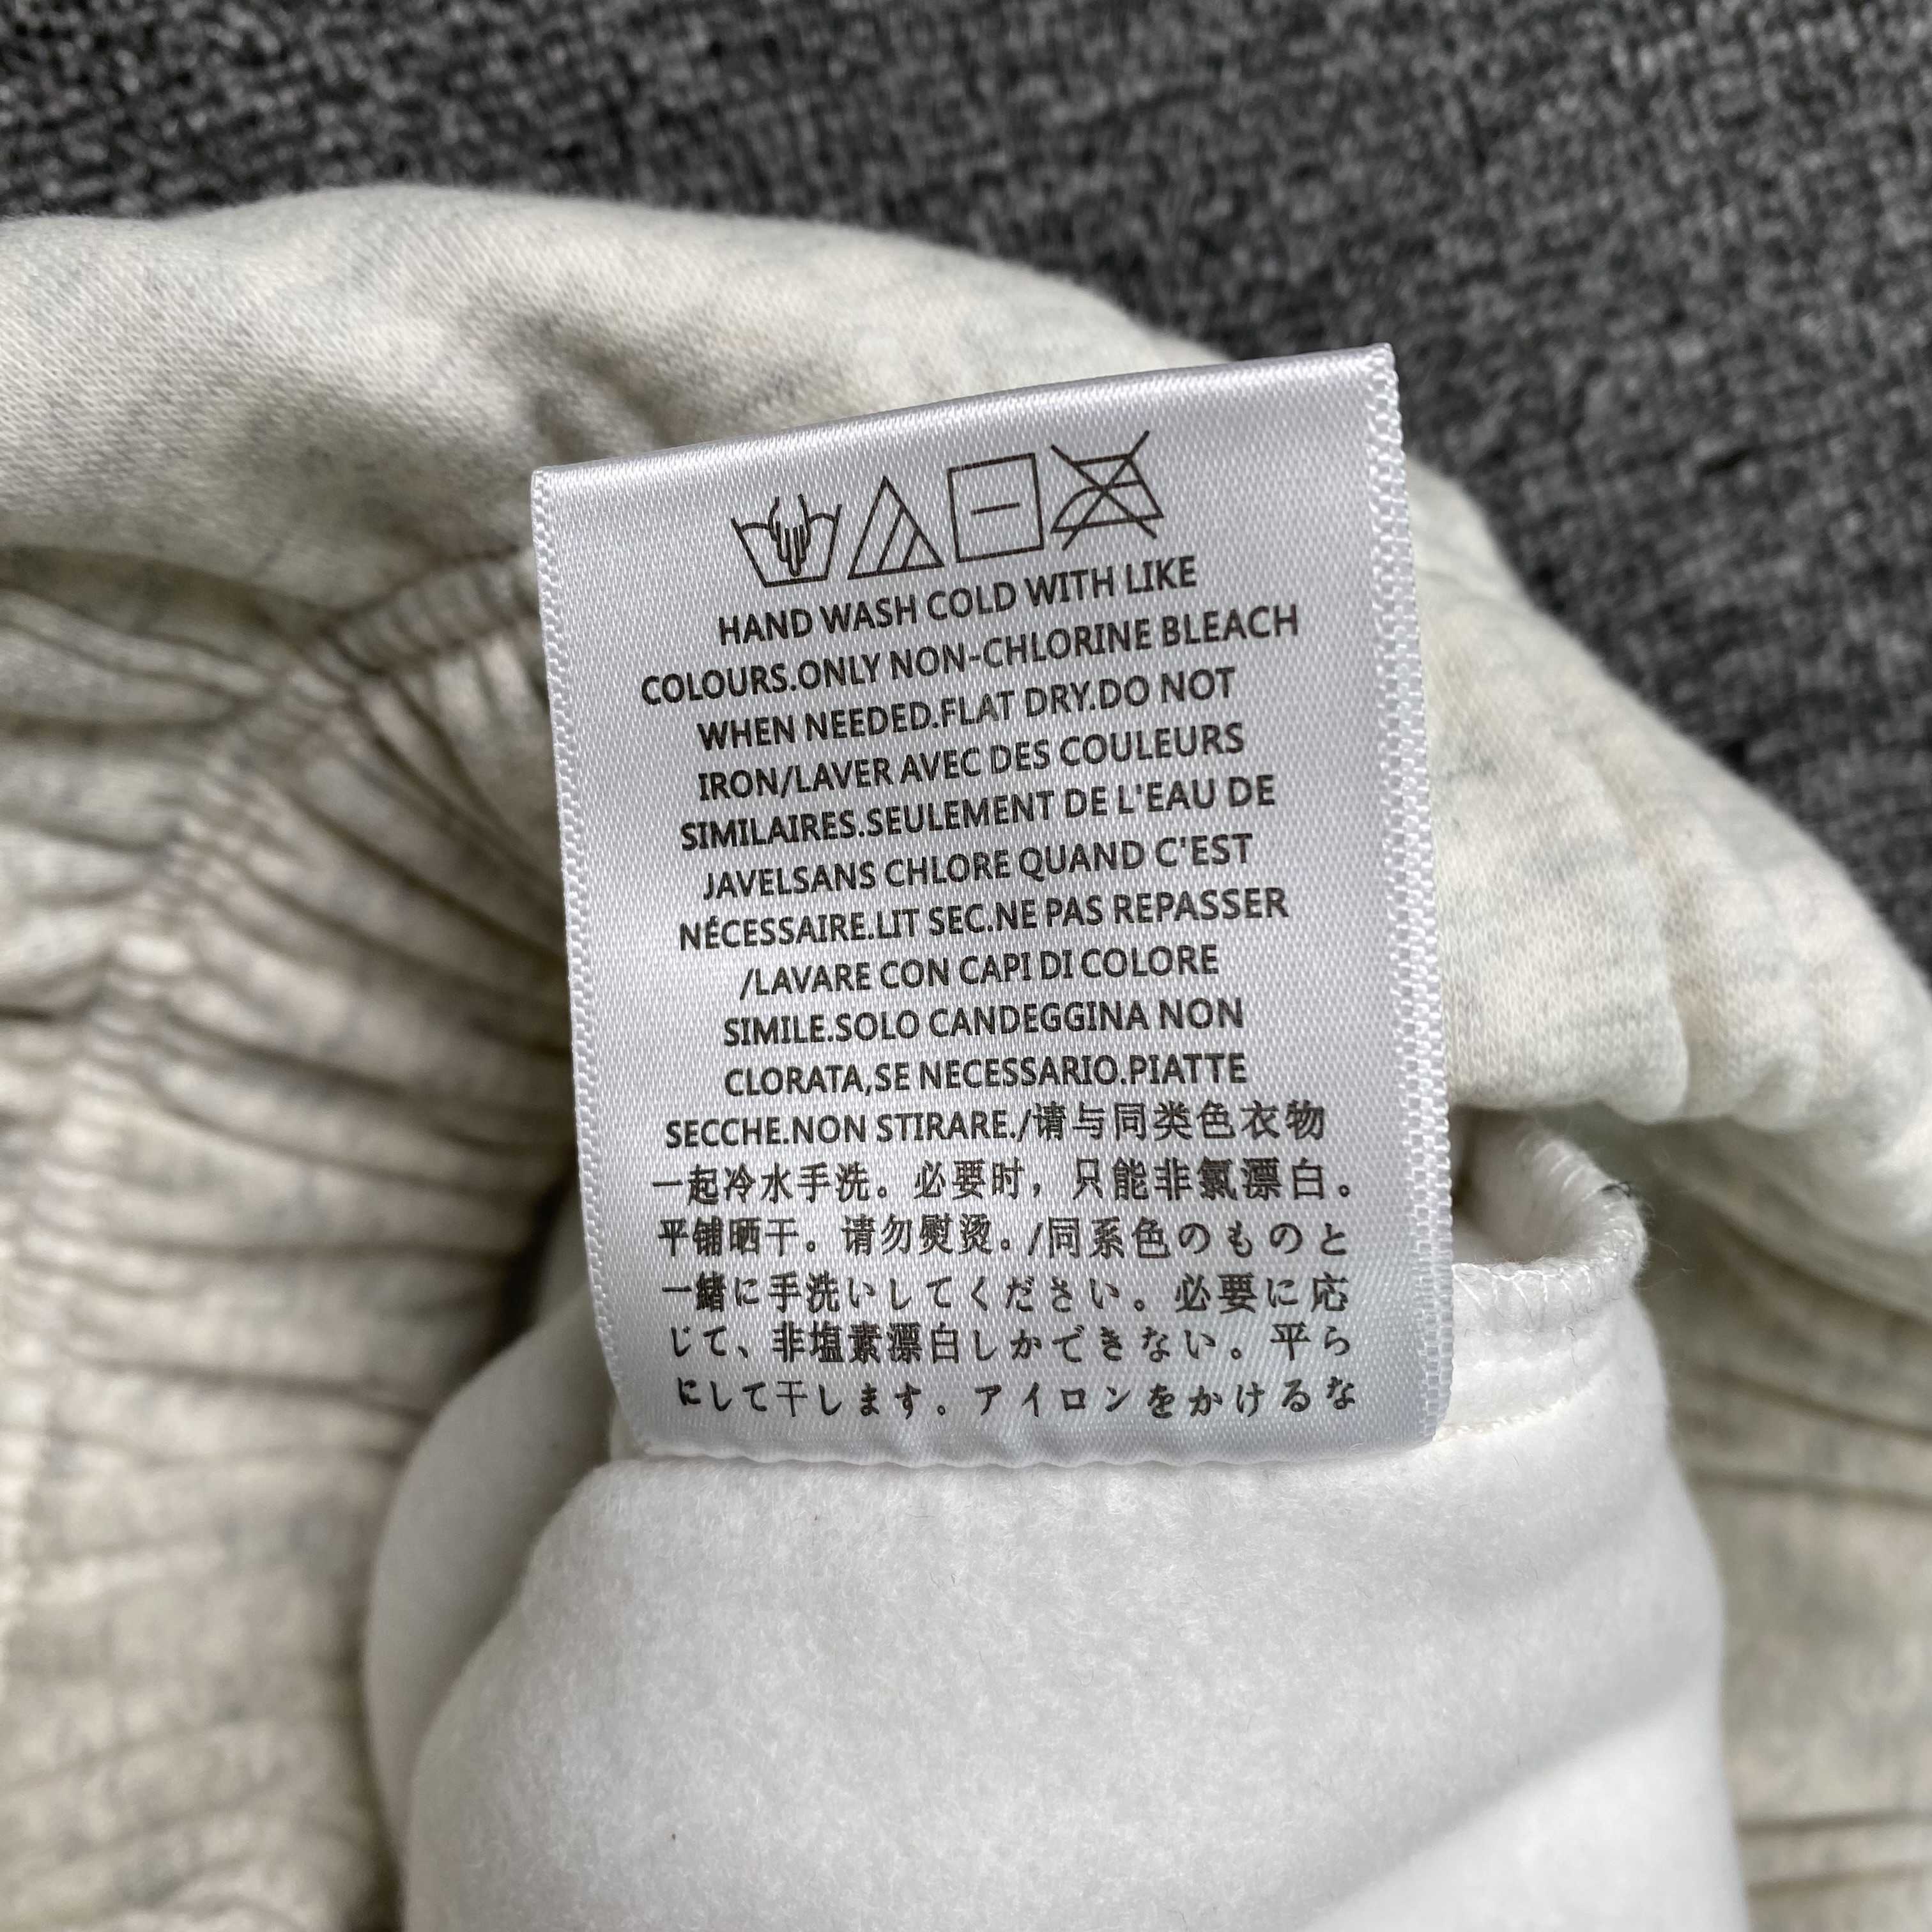 HAND WASH COLD WITH LIKE
COLOURS.ONLY NON-CHLORINE BLEACH
WHEN NEEDED.FLAT DRY.DO NOT
IRON/LAVER AVEC DES COULEURS
SIMILAIRES.SEULEMENT DE L'EAU DE
JAVELSANS CHLORE QUAND C'EST
NÉCESSAIRE.LIT SEC.NE PAS REPASSER
/LAVARE CON CAPI DI COLORE
SIMILE.SOLO CANDEGGINA NON
CLORATA,SE NECESSARIO.PIATTE
SECCHE.NON STIRARE./请与同类色衣物
一起冷水手洗。必要时，只能非氯漂白。
平铺晒干。请勿熨烫。/同系色のものと
一緒に手洗いしてください。必要に応
じて、非塩素漂白しかできない。平ら
にして干します。アイロンをかけるな